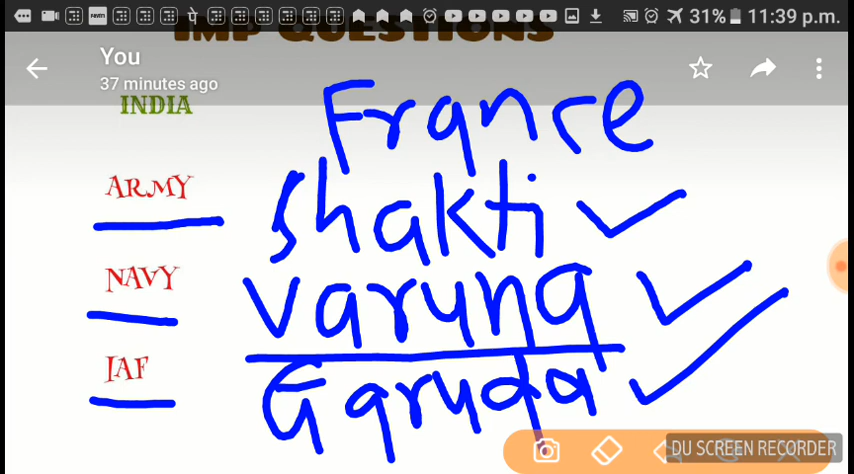 31% 11:39 p.m.
IMP QUESTIONS
You
37 minutes ago
INDIA
France
ARMY
Shakti
NAVY
Varuna
IAF
Garuda
DU SCREEN RECORDER